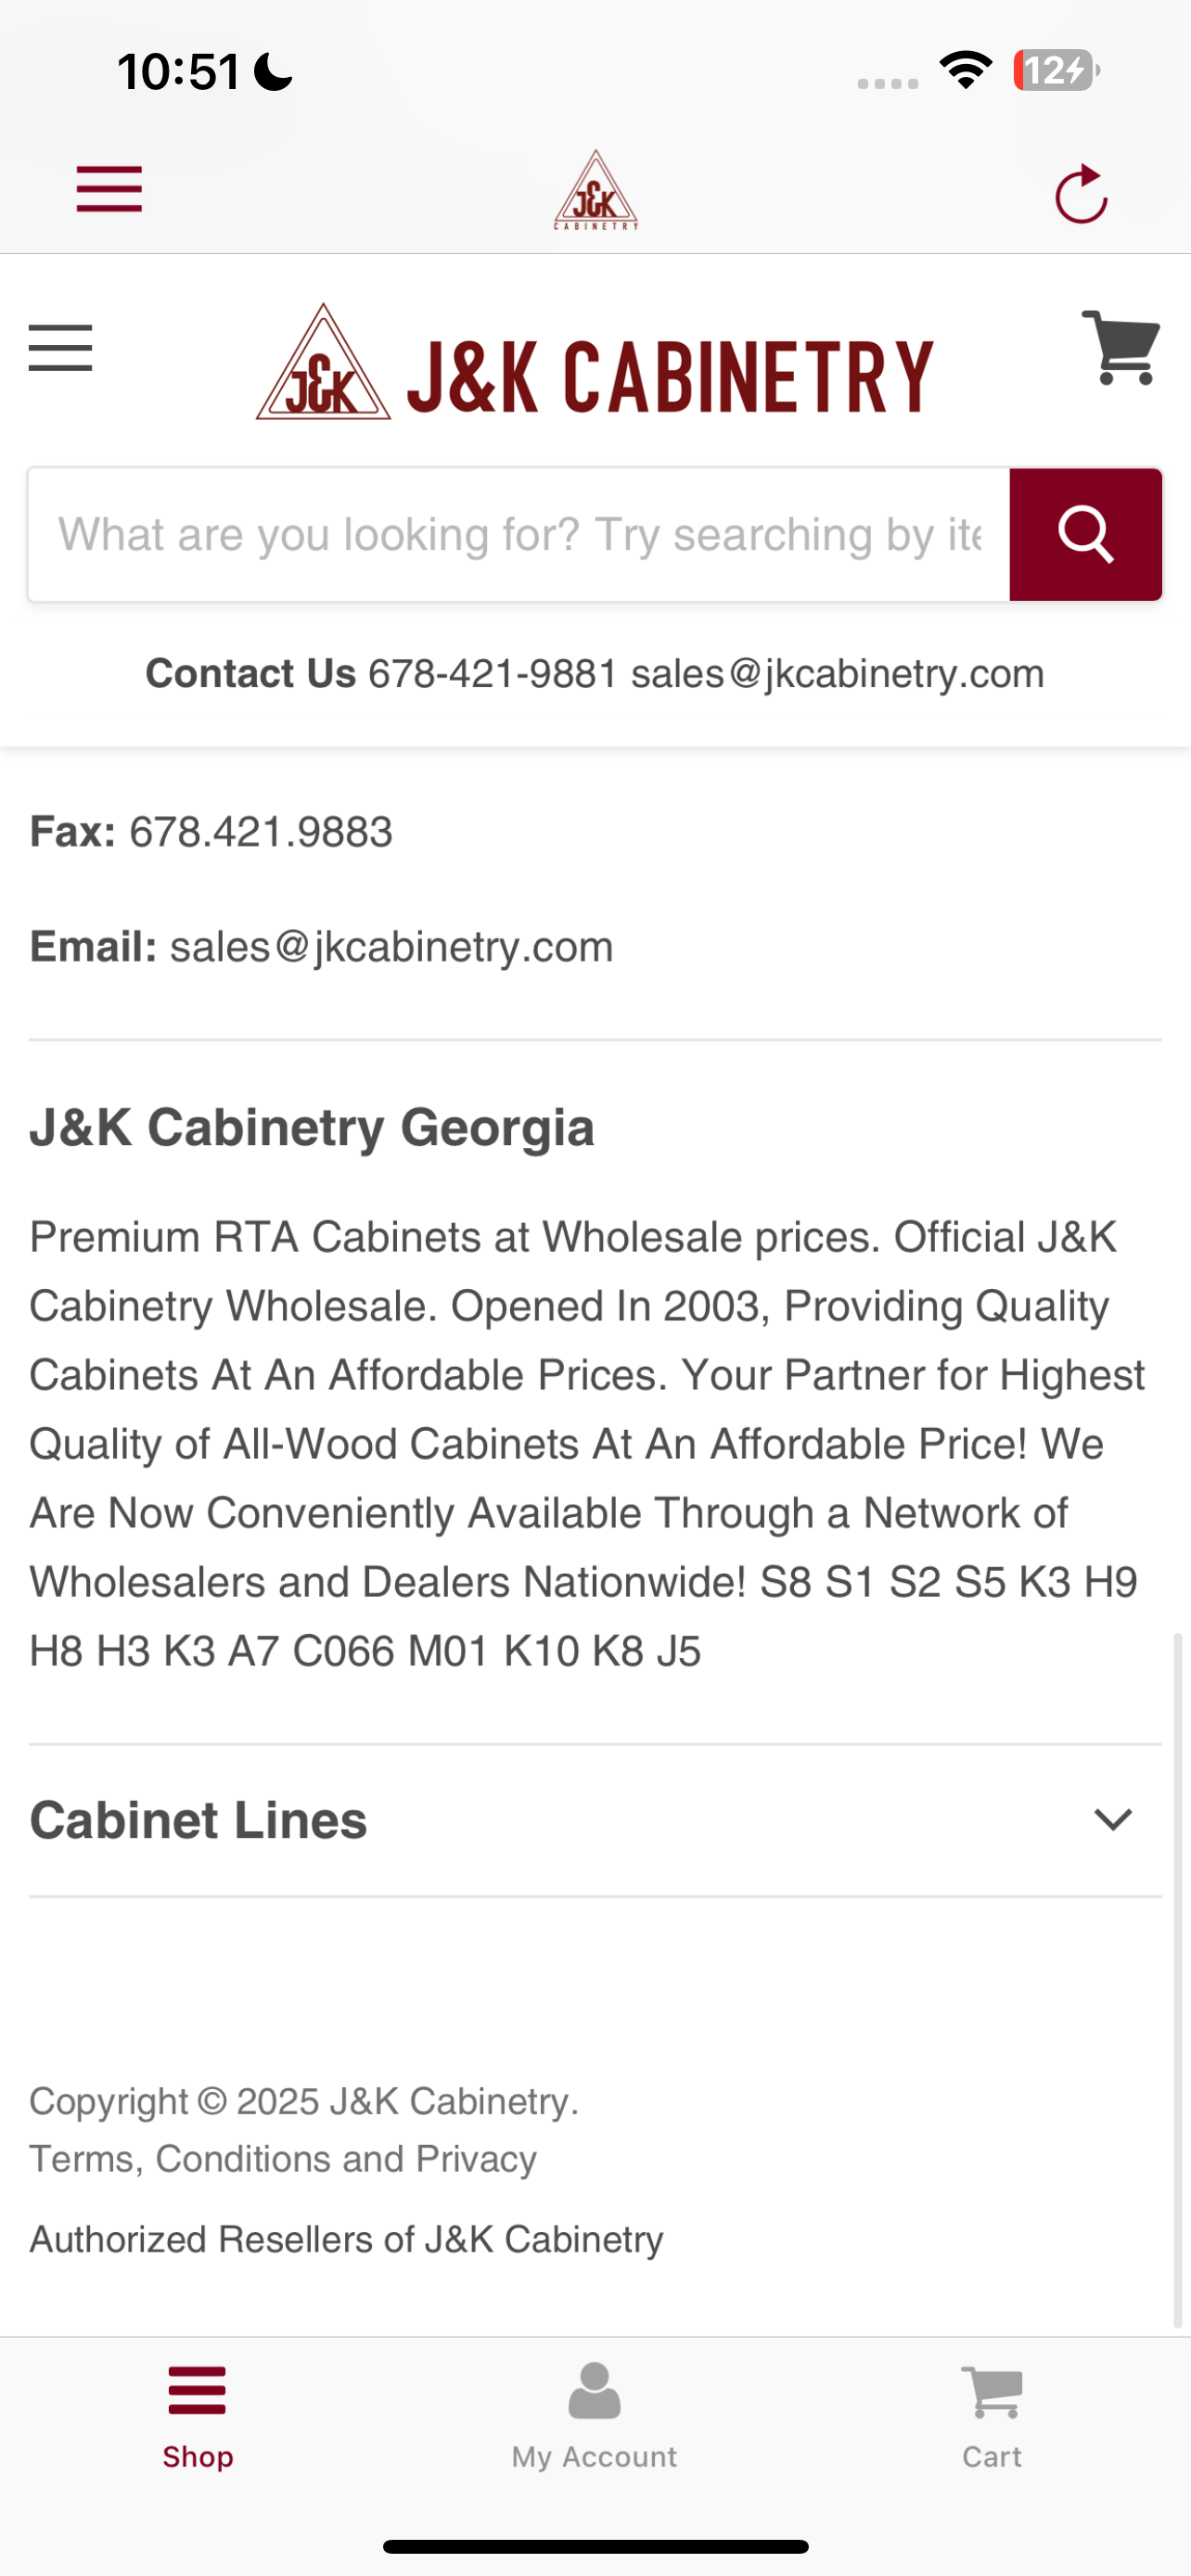 10:51
12
J&K
CABINETRY
J&K
J&K CABINETRY
What are you looking for? Try searching by ite
Contact Us 678-421-9881 sales@jkcabinetry.com
Fax: 678.421.9883
Email: sales@jkcabinetry.com
J&K Cabinetry Georgia
Premium RTA Cabinets at Wholesale prices. Official J&K
Cabinetry Wholesale. Opened In 2003, Providing Quality
Cabinets At An Affordable Prices. Your Partner for Highest
Quality of All-Wood Cabinets At An Affordable Price! We
Are Now Conveniently Available Through a Network of
Wholesalers and Dealers Nationwide! S8 S1 S2 S5 K3 H9
H8 H3 K3 A7 C066 M01 K10 K8 J5
Cabinet Lines
Copyright © 2025 J&K Cabinetry.
Terms, Conditions and Privacy
Authorized Resellers of J&K Cabinetry
Shop
My Account
Cart